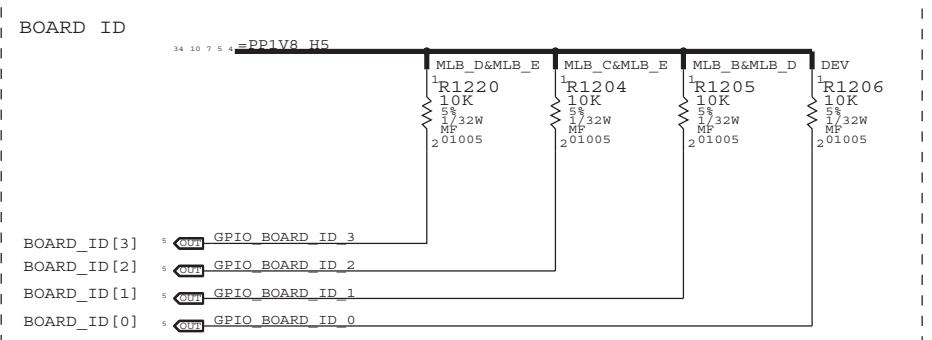 BOARD ID
34 10 7 5 4 =PP1V8_H5
MLB_D&MLB_E
1
R1220
10K
5%
1/32W
MF
2 01005
MLB_C&MLB_E
1
R1204
10K
5%
1/32W
MF
2 01005
MLB_B&MLB_D
1
R1205
10K
5%
1/32W
MF
2 01005
DEV
1
R1206
10K
5%
1/32W
MF
2 01005
BOARD_ID[3] 5 OUT GPIO_BOARD_ID_3
BOARD_ID[2] 5 OUT GPIO_BOARD_ID_2
BOARD_ID[1] 5 OUT GPIO_BOARD_ID_1
BOARD_ID[0] 5 OUT GPIO_BOARD_ID_0